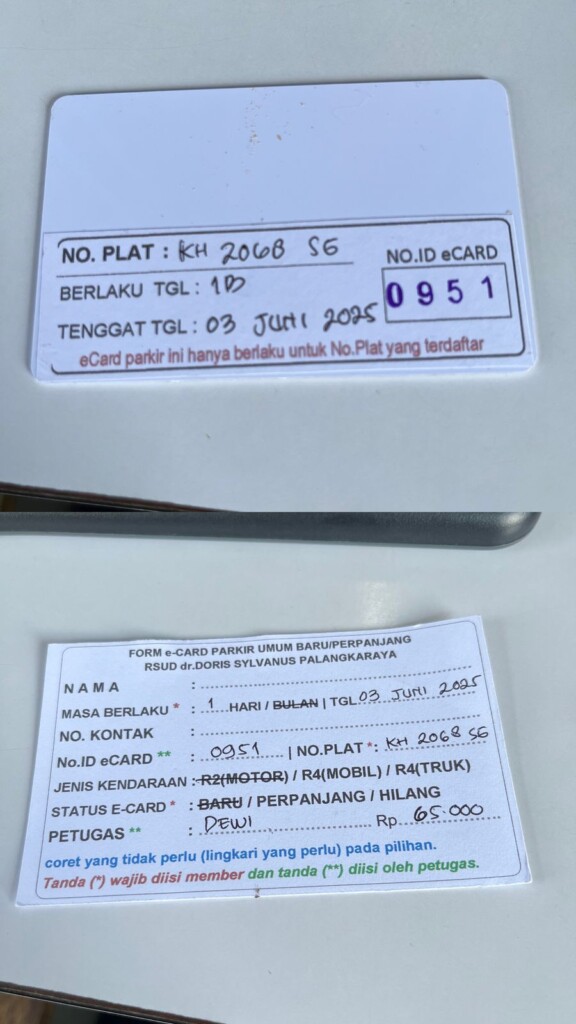 NO. PLAT : KH 2068 SG
NO.ID eCARD
BERLAKU TGL : 1D
0951
TENGGAT TGL : 03 JUNI 2025
eCard parkir ini hanya berlaku untuk No.Plat yang terdaftar
FORM e-CARD PARKIR UMUM BARU/PERPANJANG
RSUD dr.DORIS SYLVANUS PALANGKARAYA
NAMA :
MASA BERLAKU * : 1 HARI / BULAN | TGL 03 JUNI 2025
NO. KONTAK :
No.ID eCARD ** : 0951 | NO.PLAT * : KH 2068 SG
JENIS KENDARAAN : R2(MOTOR) / R4(MOBIL) / R4(TRUK)
STATUS E-CARD * : BARU / PERPANJANG / HILANG
PETUGAS ** : DEWI Rp. 65.000
coret yang tidak perlu (lingkari yang perlu) pada pilihan.
Tanda (*) wajib diisi member dan tanda (**) diisi oleh petugas.